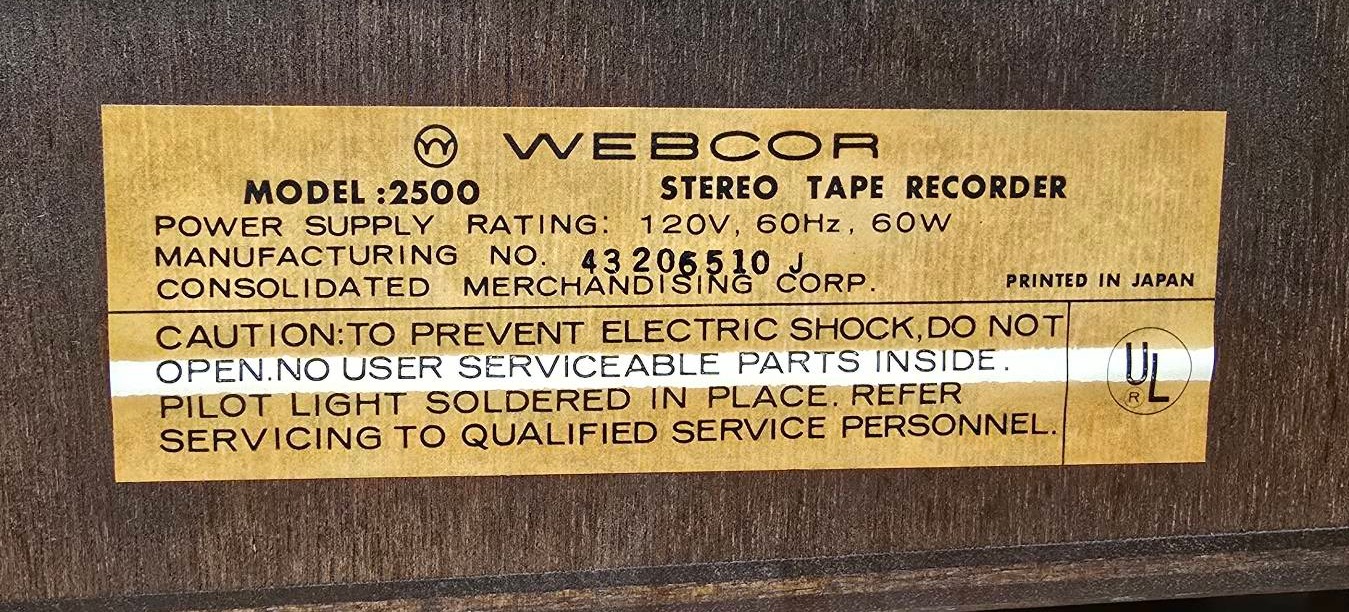 WEBCOR
MODEL :2500 STEREO TAPE RECORDER
POWER SUPPLY RATING: 120V, 60Hz, 60W
MANUFACTURING NO. 43206510 J
CONSOLIDATED MERCHANDISING CORP. PRINTED IN JAPAN
CAUTION:TO PREVENT ELECTRIC SHOCK,DO NOT
OPEN.NO USER SERVICEABLE PARTS INSIDE.
PILOT LIGHT SOLDERED IN PLACE. REFER
SERVICING TO QUALIFIED SERVICE PERSONNEL.
UL
R